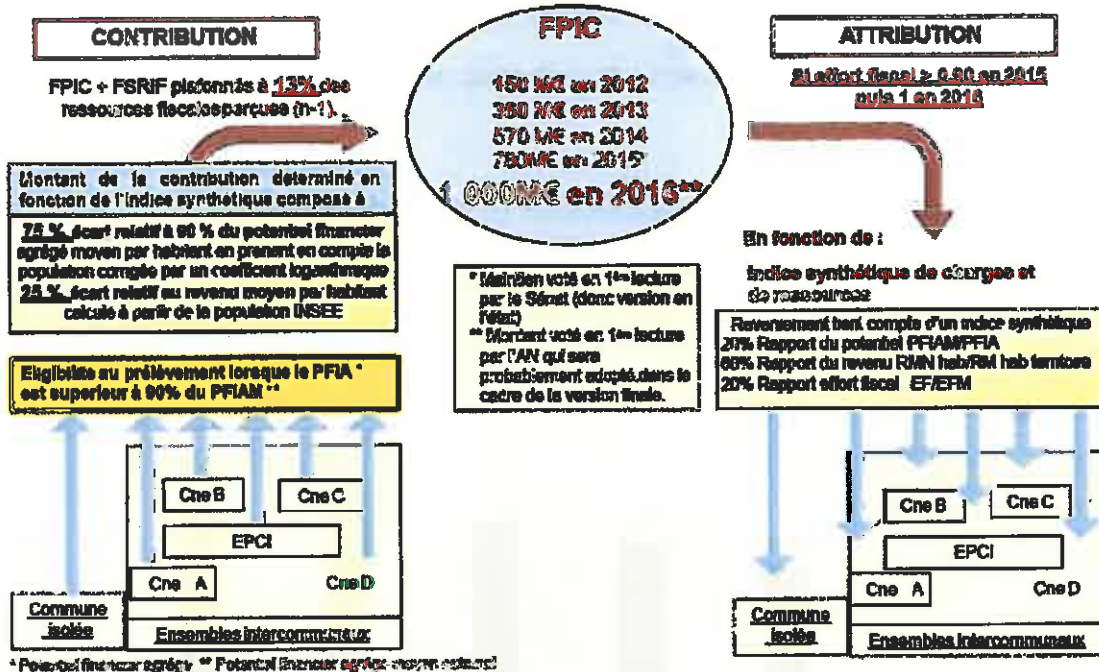 CONTRIBUTION
FPIC + FSRIF plafonnés à 13% des
ressources fiscales parçues (n-1).
Montant de la contribution déterminé en
fonction de l'indice synthétique composé à
75 % écart relatif à 90 % du potentiel financier
agrégé moyen par habitant en prenant en compte la
population corrigée par un coefficient logarithmique
25 % écart relatif au revenu moyen par habitant
calculé à partir de la population INSEE
Eligibilité au prélèvement lorsque le PFIA *
est supérieur à 90% du PFIAM **
Cne B
Cne C
EPCI
Cne A
Cne D
Commune
isolée
Ensembles intercommunaux
* Potentiel financier agrégé ** Potentiel financier agrégé moyen national
FPIC
150 M€ en 2012
360 M€ en 2013
570 M€ en 2014
780M€ en 2015*
1 000M€ en 2016**
* Maintien voté en 1ère lecture
par le Sénat (donc version en
l'état)
** Montant voté en 1ère lecture
par l'AN qui sera
probablement adopté dans le
cadre de la version finale.
ATTRIBUTION
Si effort fiscal ≥ 0.90 en 2015
puis 1 en 2016
En fonction de :
Indice synthétique de charges et
de ressources
Reversement tient compte d'un indice synthétique
20% Rapport du potentiel PFIAM/PFIA
60% Rapport du revenu RMN hab/RM hab territoire
20% Rapport effort fiscal EF/EFM
Cne B
Cne C
EPCI
Cne A
Cne D
Commune
isolée
Ensembles intercommunaux